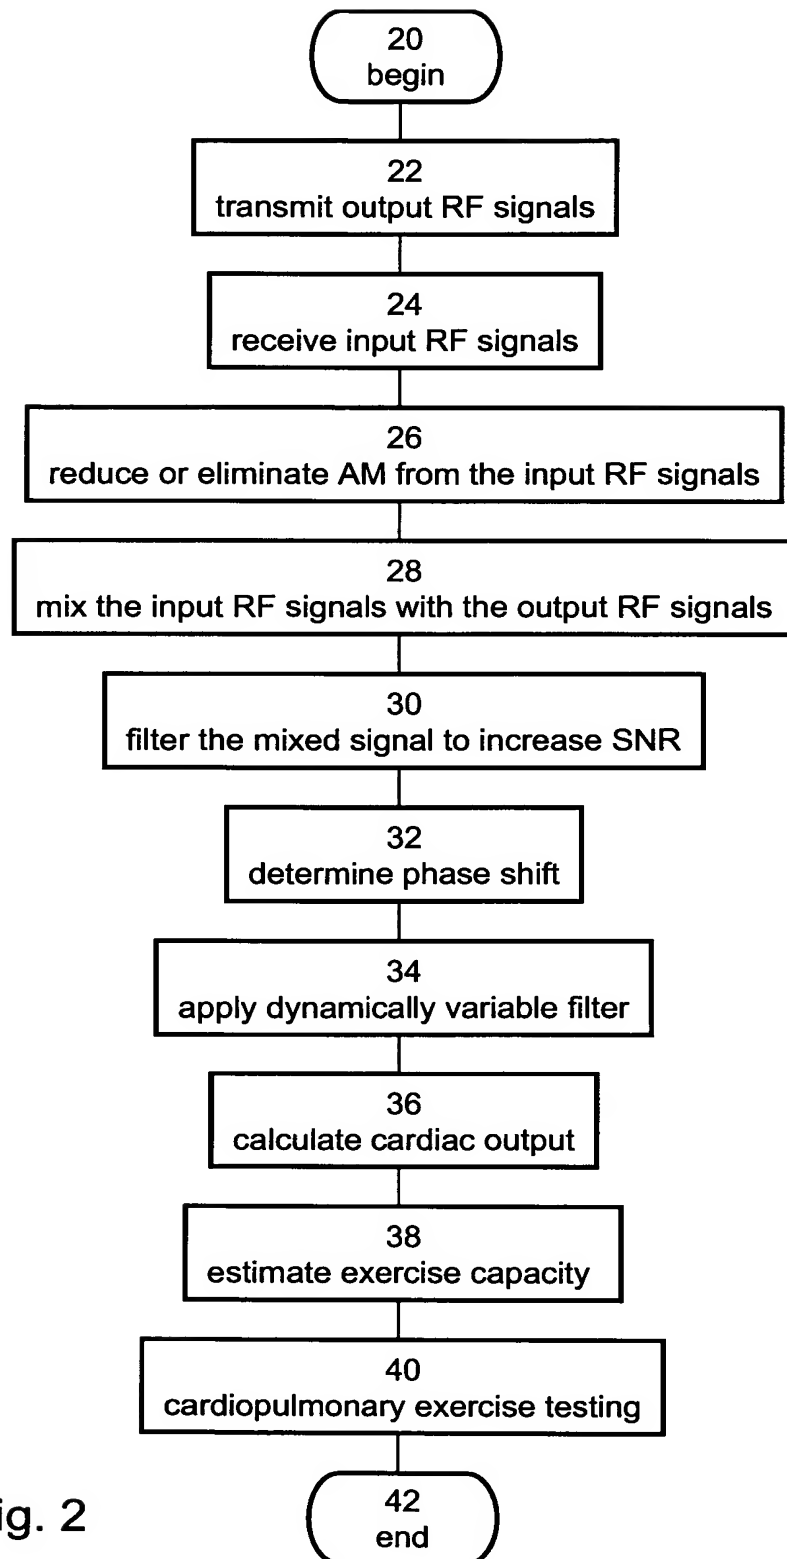 20
begin
22
transmit output RF signals
24
receive input RF signals
26
reduce or eliminate AM from the input RF signals
28
mix the input RF signals with the output RF signals
30
filter the mixed signal to increase SNR
32
determine phase shift
34
apply dynamically variable filter
36
calculate cardiac output
38
estimate exercise capacity
40
cardiopulmonary exercise testing
42
end
ig. 2